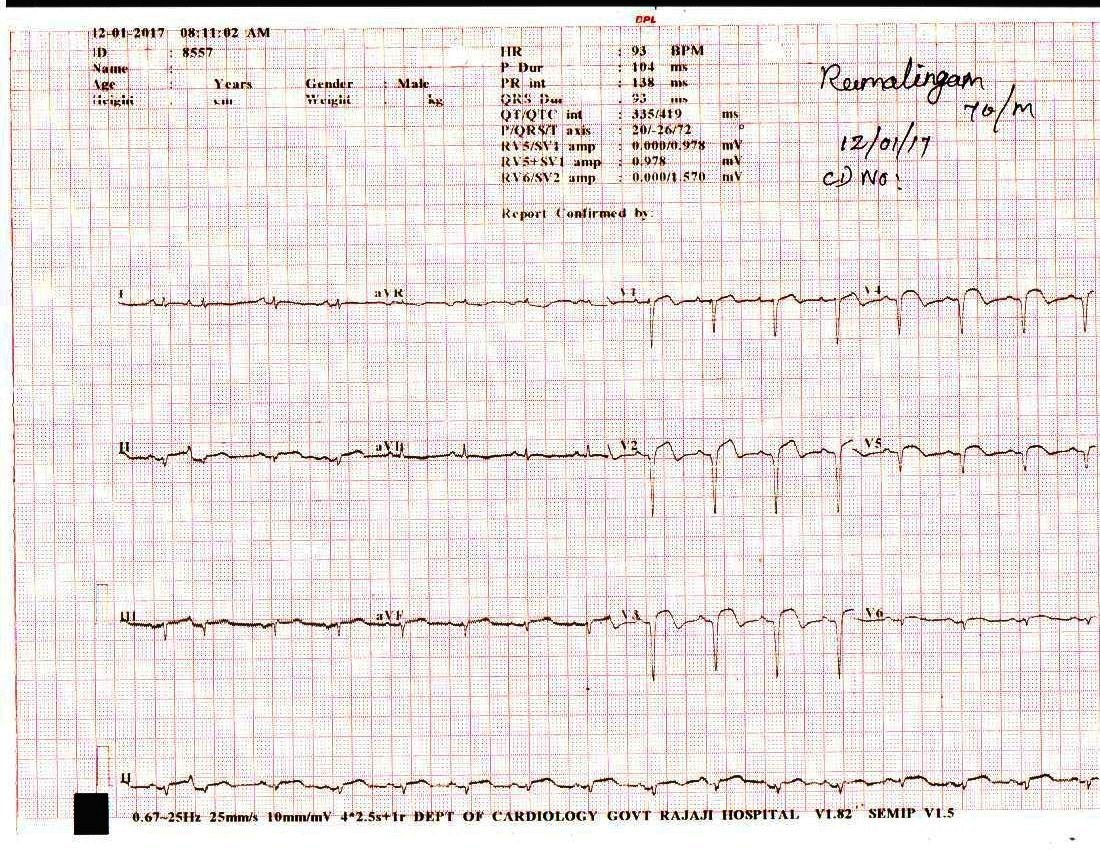 DPL
12-01-2017 08:11:02 AM
ID : 8557
Name :
Age : Years Gender : Male
Height : cm Weight : kg
HR : 93 BPM
P Dur : 104 ms
PR int : 138 ms
QRS Dur : 93 ms
QT/QTC int : 335/419 ms
P/QRS/T axis : 20/-26/72 °
RV5/SV1 amp : 0.000/0.978 mV
RV5+SV1 amp : 0.978 mV
RV6/SV2 amp : 0.000/1.570 mV
Report Confirmed by:
Ramalingam
70/M
12/01/17
CD No:
I aVR V1 V4
II aVL V2 V5
III aVF V3 V6
II
0.67~25Hz 25mm/s 10mm/mV 4*2.5s+1r DEPT OF CARDIOLOGY GOVT RAJAJI HOSPITAL V1.82 SEMIP V1.5